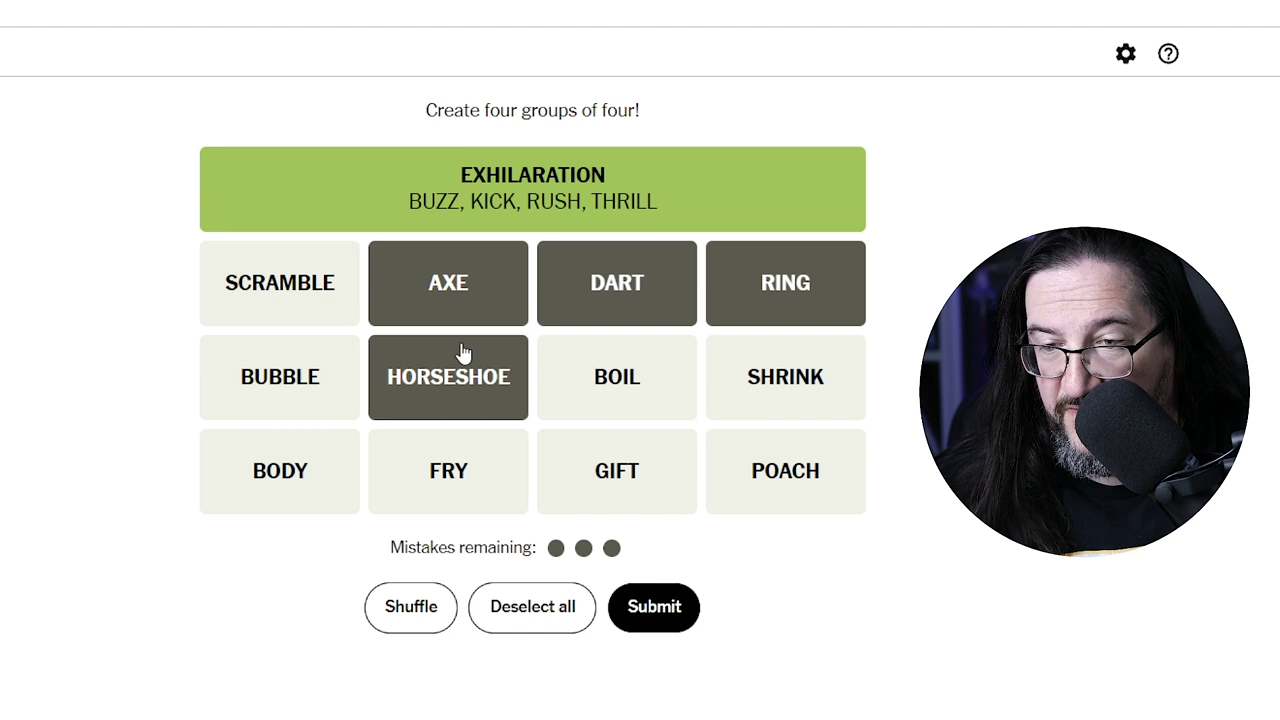 Create four groups of four!
EXHILARATION
BUZZ, KICK, RUSH, THRILL
SCRAMBLE AXE DART RING
BUBBLE HORSESHOE BOIL SHRINK
BODY FRY GIFT POACH
Mistakes remaining:
Shuffle Deselect all Submit